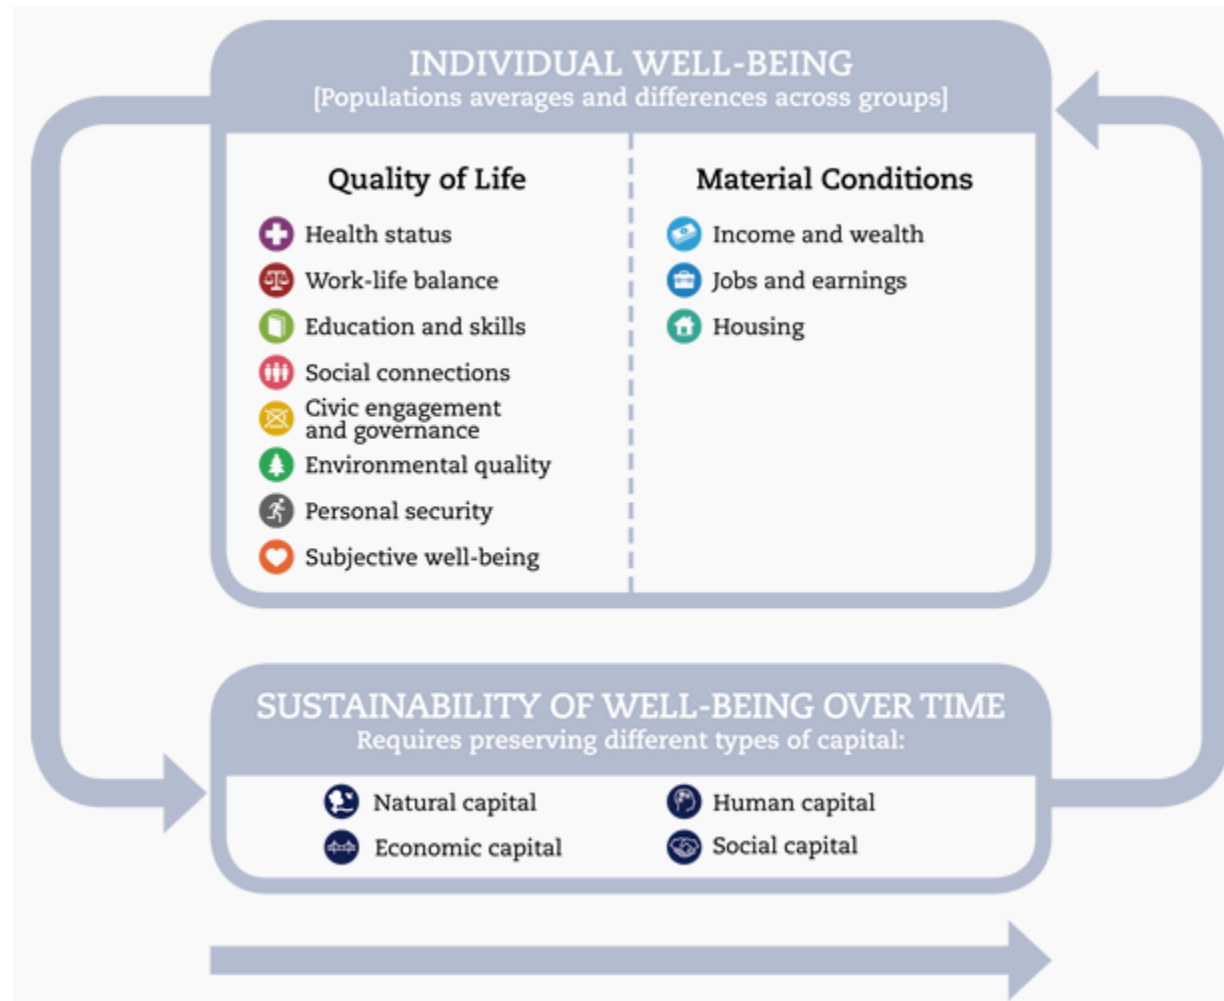 INDIVIDUAL WELL-BEING
[Populations averages and differences across groups]
Quality of Life
Health status
Work-life balance
Education and skills
Social connections
Civic engagement
and governance
Environmental quality
Personal security
Subjective well-being
Material Conditions
Income and wealth
Jobs and earnings
Housing
SUSTAINABILITY OF WELL-BEING OVER TIME
Requires preserving different types of capital:
Natural capital
Economic capital
Human capital
Social capital